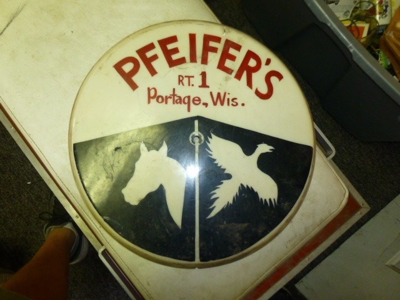 PFEIFER'S
RT. 1
Portage, Wis.